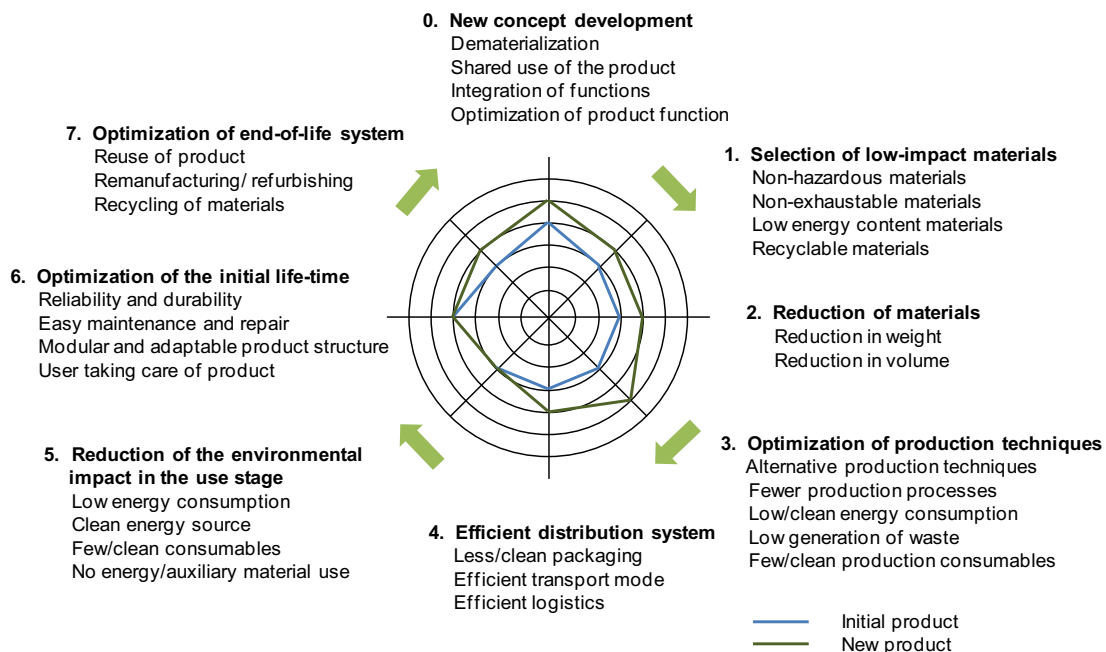 0. New concept development
Dematerialization
Shared use of the product
Integration of functions
Optimization of product function
7. Optimization of end-of-life system
Reuse of product
Remanufacturing/ refurbishing
Recycling of materials
1. Selection of low-impact materials
Non-hazardous materials
Non-exhaustable materials
Low energy content materials
Recyclable materials
6. Optimization of the initial life-time
Reliability and durability
Easy maintenance and repair
Modular and adaptable product structure
User taking care of product
2. Reduction of materials
Reduction in weight
Reduction in volume
5. Reduction of the environmental
impact in the use stage
Low energy consumption
Clean energy source
Few/clean consumables
No energy/auxiliary material use
4. Efficient distribution system
Less/clean packaging
Efficient transport mode
Efficient logistics
3. Optimization of production techniques
Alternative production techniques
Fewer production processes
Low/clean energy consumption
Low generation of waste
Few/clean production consumables
Initial product
New product